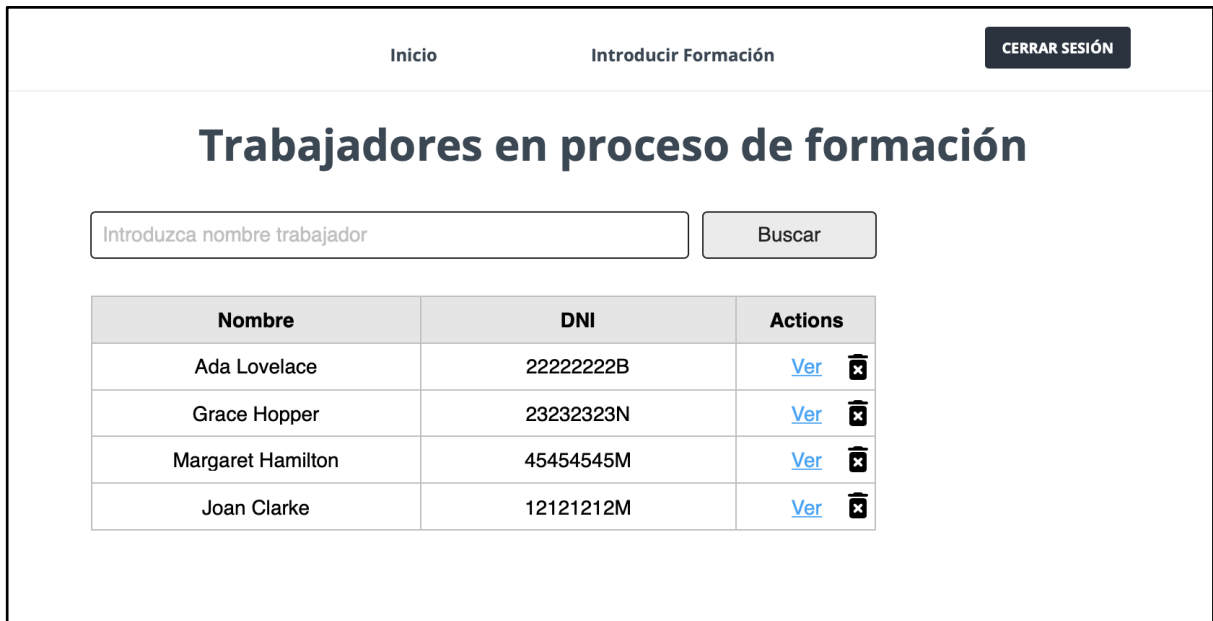 Inicio Introducir Formación CERRAR SESIÓN
Trabajadores en proceso de formación
Introduzca nombre trabajador Buscar
Nombre DNI Actions
Ada Lovelace 22222222B Ver
Grace Hopper 23232323N Ver
Margaret Hamilton 45454545M Ver
Joan Clarke 12121212M Ver